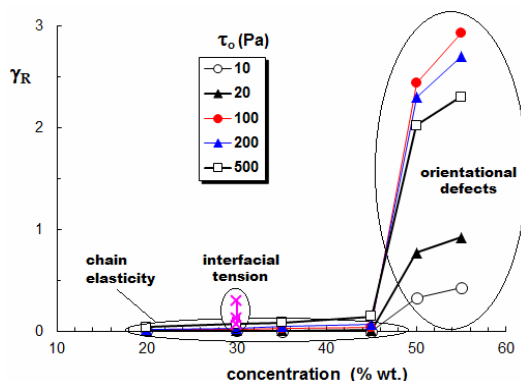 3
2
1
0
γR
τo (Pa)
10
20
100
200
500
chain
elasticity
interfacial
tension
orientational
defects
10 20 30 40 50 60
concentration (% wt.)